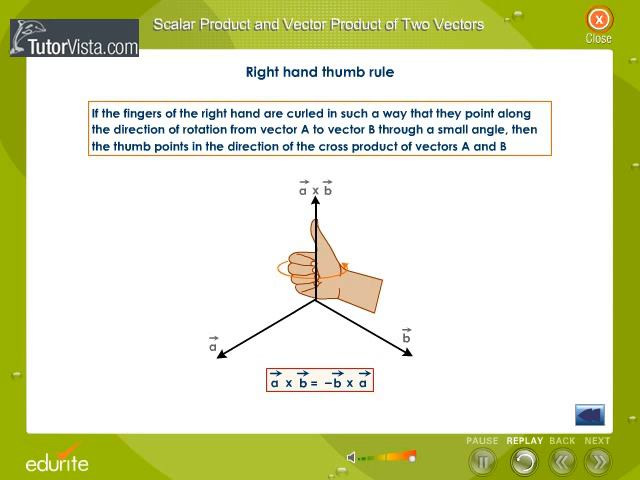 Scalar Product and Vector Product of Two Vectors
TutorVista.com
Close
Right hand thumb rule
If the fingers of the right hand are curled in such a way that they point along
the direction of rotation from vector A to vector B through a small angle, then
the thumb points in the direction of the cross product of vectors A and B
a⃗ x b⃗
a⃗
b⃗
a⃗ x b⃗ = –b⃗ x a⃗
PAUSE REPLAY BACK NEXT
edurite